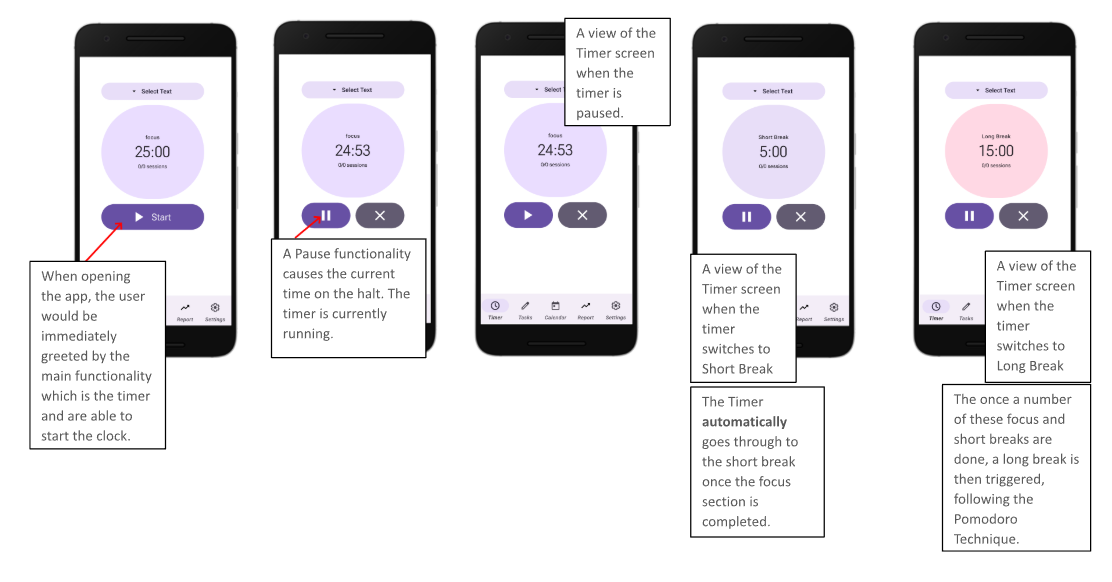 Select Text
focus
25:00
0/0 sessions
Start
Report
Settings
When opening
the app, the user
would be
immediately
greeted by the
main functionality
which is the timer
and are able to
start the clock.
Select Text
focus
24:53
0/0 sessions
A Pause functionality
causes the current
time on the halt. The
timer is currently
running.
Select T
focus
24:53
0/0 sessions
Timer
Tasks
Calendar
Report
Settings
A view of the
Timer screen
when the
timer is
paused.
Select Text
Short Break
5:00
0/0 sessions
eport
Settings
A view of the
Timer screen
when the
timer
switches to
Short Break
The Timer
automatically
goes through to
the short break
once the focus
section is
completed.
Select Text
Long Break
15:00
0/0 sessions
Timer
Tasks
A view of the
Timer screen
when the
timer
switches to
Long Break
The once a number
of these focus and
short breaks are
done, a long break is
then triggered,
following the
Pomodoro
Technique.